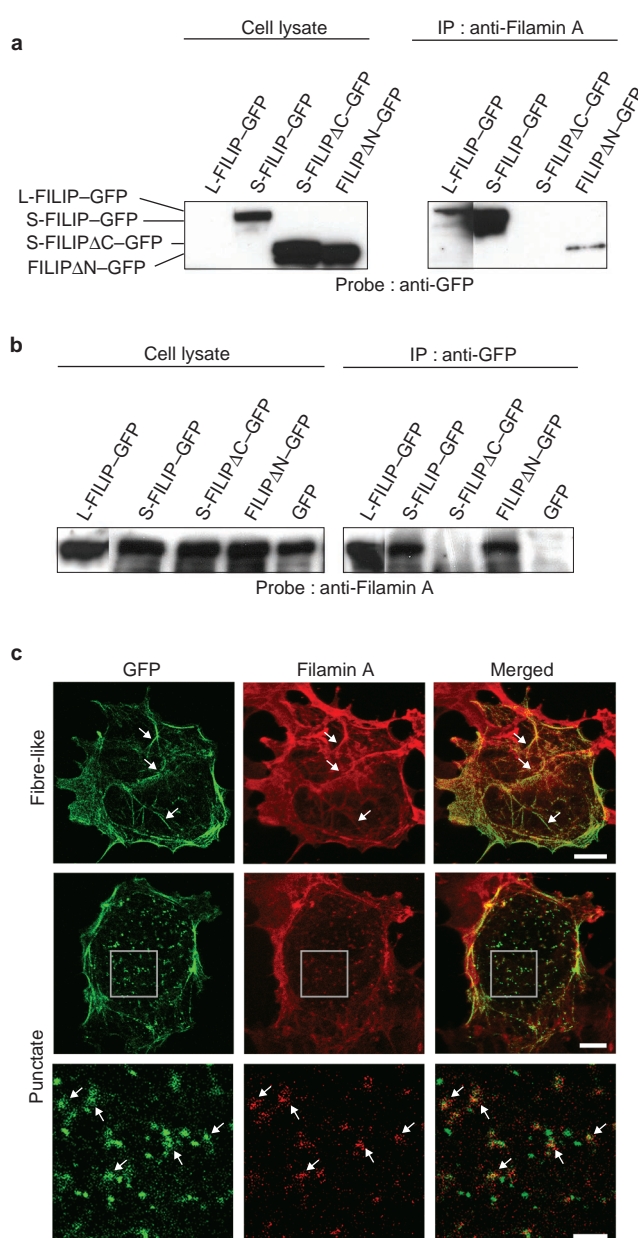 a
Cell lysate
IP : anti-Filamin A
L-FILIP–GFP
S-FILIP–GFP
S-FILIPΔC–GFP
FILIPΔN–GFP
L-FILIP–GFP
S-FILIP–GFP
S-FILIPΔC–GFP
FILIPΔN–GFP
L-FILIP–GFP
S-FILIP–GFP
S-FILIPΔC–GFP
FILIPΔN–GFP
Probe : anti-GFP
b
Cell lysate
IP : anti-GFP
L-FILIP–GFP
S-FILIP–GFP
S-FILIPΔC–GFP
FILIPΔN–GFP
GFP
L-FILIP–GFP
S-FILIP–GFP
S-FILIPΔC–GFP
FILIPΔN–GFP
GFP
Probe : anti-Filamin A
c
GFP
Filamin A
Merged
Fibre-like
Punctate